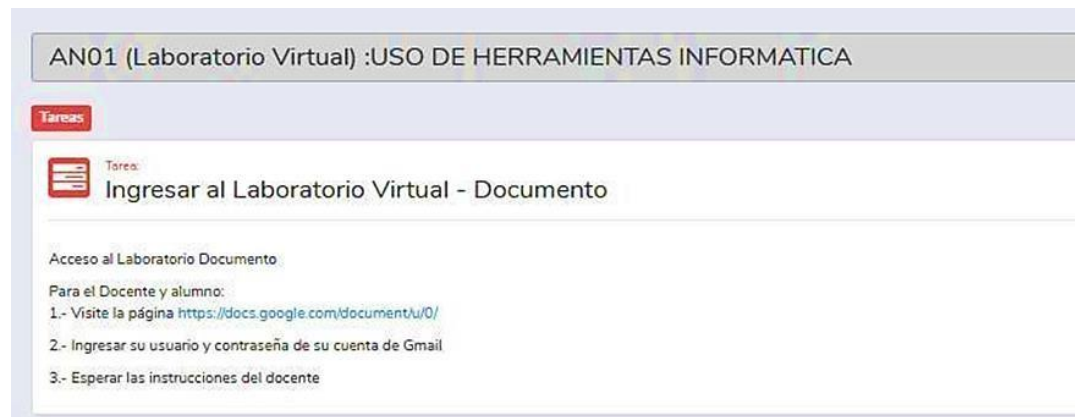 AN01 (Laboratorio Virtual) :USO DE HERRAMIENTAS INFORMATICA
Tareas
Tarea:
Ingresar al Laboratorio Virtual - Documento
Acceso al Laboratorio Documento
Para el Docente y alumno:
1.- Visite la página https://docs.google.com/document/u/0/
2.- Ingresar su usuario y contraseña de su cuenta de Gmail
3.- Esperar las instrucciones del docente